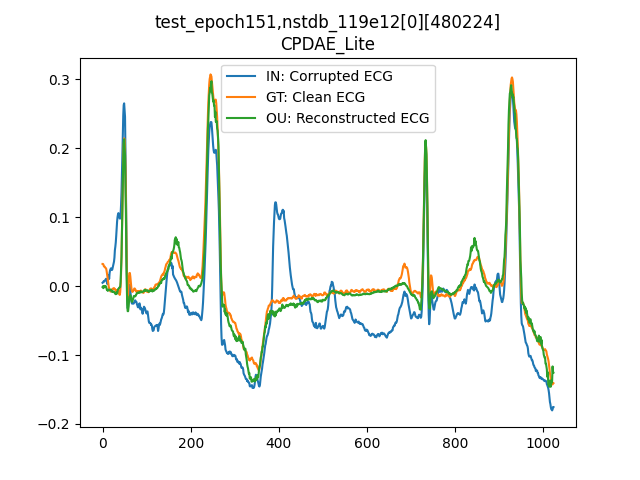 test_epoch151,nstdb_119e12[0][480224]
CPDAE_Lite
IN: Corrupted ECG
GT: Clean ECG
OU: Reconstructed ECG
0.3
0.2
0.1
0.0
−0.1
−0.2
0 200 400 600 800 1000